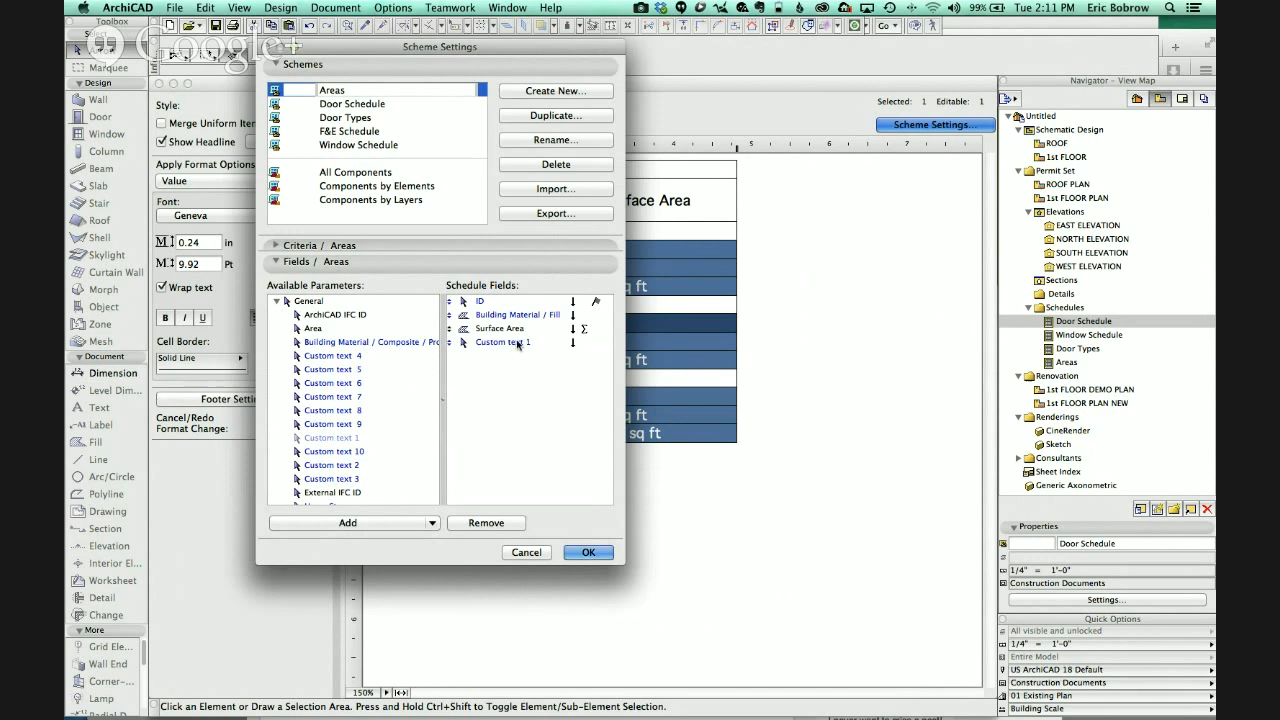 ArchiCAD File Edit View Design Document Options Teamwork Window Help 99% Tue 2:11 PM Eric Bobrow
Toolbox
Google+
Select
Marquee
Design
Wall
Door
Window
Column
Beam
Slab
Stair
Roof
Shell
Skylight
Curtain Wall
Morph
Object
Zone
Mesh
Document
Dimension
Level Dim...
Text
Label
Fill
Line
Arc/Circle
Polyline
Drawing
Section
Elevation
Interior El...
Worksheet
Detail
Change
More
Grid Ele...
Wall End
Corner-...
Lamp
Style:
Merge Uniform Iter
Show Headline
Apply Format Options
Value
Font:
Geneva
0.24 in
9.92 Pt
Wrap text
B I U
Cell Border:
Solid Line
Footer Setti
Cancel/Redo
Format Change:
Scheme Settings
Schemes
Areas
Door Schedule
Door Types
F&E Schedule
Window Schedule
All Components
Components by Elements
Components by Layers
Create New...
Duplicate...
Rename...
Delete
Import...
Export...
Criteria / Areas
Fields / Areas
Available Parameters:
General
ArchiCAD IFC ID
Area
Building Material / Composite / Pro
Custom text 4
Custom text 5
Custom text 6
Custom text 7
Custom text 8
Custom text 9
Custom text 1
Custom text 10
Custom text 2
Custom text 3
External IFC ID
Schedule Fields:
ID
Building Material / Fill
Surface Area
Custom text 1
Add
Remove
Cancel
OK
Selected: 1 Editable: 1
Scheme Settings...
4 5 6 7
face Area
q ft
q ft
q ft
sq ft
150%
Click an Element or Draw a Selection Area. Press and Hold Ctrl+Shift to Toggle Element/Sub-Element Selection.
Navigator - View Map
Untitled
Schematic Design
ROOF
1st FLOOR
Permit Set
ROOF PLAN
1st FLOOR PLAN
Elevations
EAST ELEVATION
NORTH ELEVATION
SOUTH ELEVATION
WEST ELEVATION
Sections
Details
Schedules
Door Schedule
Window Schedule
Door Types
Areas
Renovation
1st FLOOR DEMO PLAN
1st FLOOR PLAN NEW
Renderings
CineRender
Sketch
Consultants
Sheet Index
Generic Axonometric
Properties
Door Schedule
1/4" = 1'-0"
Construction Documents
Settings...
Quick Options
All visible and unlocked
1/4" = 1'-0"
Entire Model
US ArchiCAD 18 Default
Construction Documents
01 Existing Plan
Building Scale